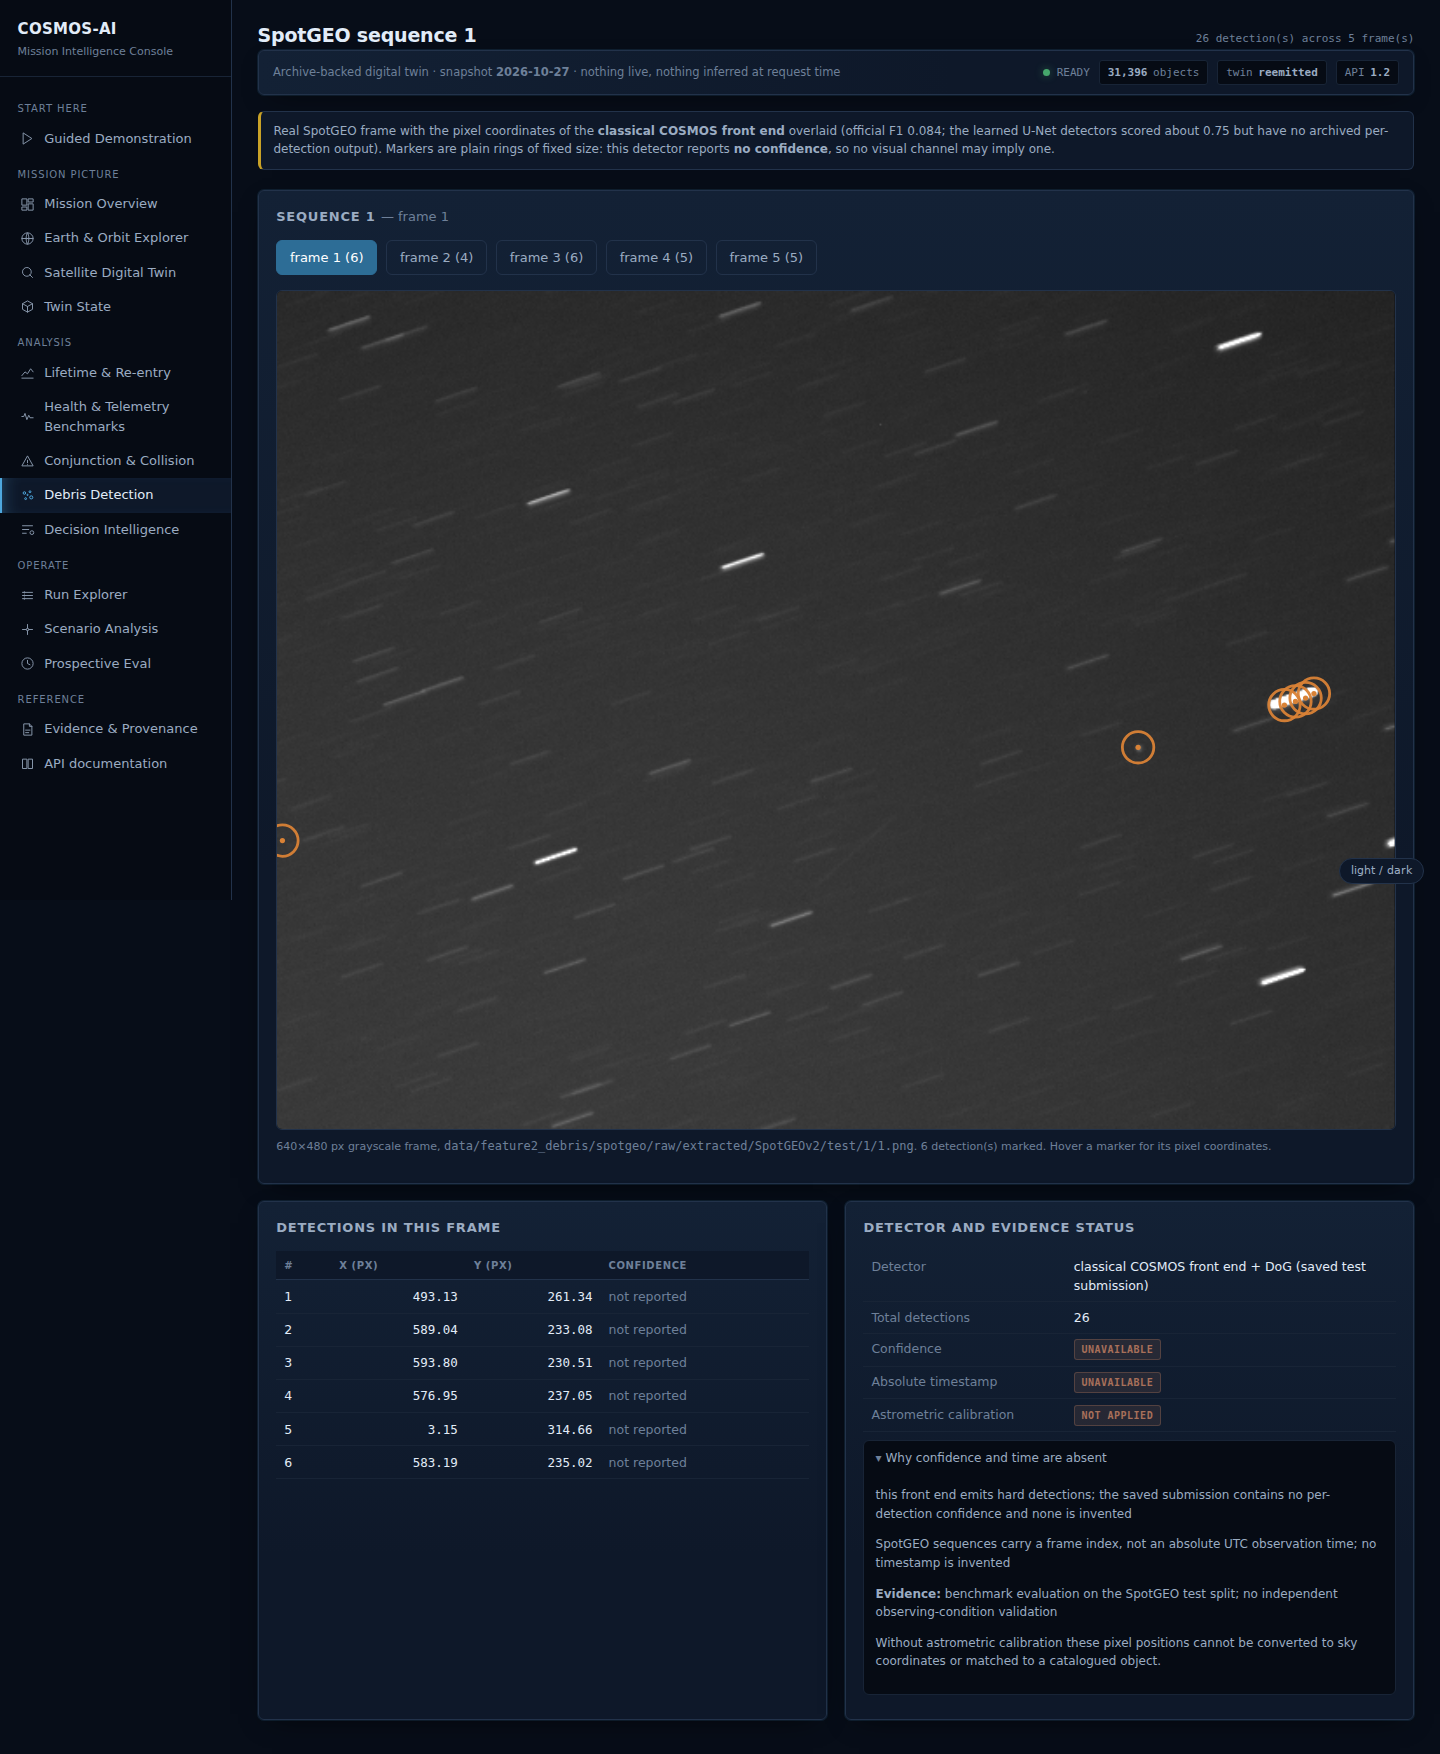 COSMOS-AI
Mission Intelligence Console
START HERE
Guided Demonstration
MISSION PICTURE
Mission Overview
Earth & Orbit Explorer
Satellite Digital Twin
Twin State
ANALYSIS
Lifetime & Re-entry
Health & Telemetry
Benchmarks
Conjunction & Collision
Debris Detection
Decision Intelligence
OPERATE
Run Explorer
Scenario Analysis
Prospective Eval
REFERENCE
Evidence & Provenance
API documentation
SpotGEO sequence 1
26 detection(s) across 5 frame(s)
Archive-backed digital twin · snapshot 2026-10-27 · nothing live, nothing inferred at request time
READY 31,396 objects twin reemitted API 1.2
Real SpotGEO frame with the pixel coordinates of the classical COSMOS front end overlaid (official F1 0.084; the learned U-Net detectors scored about 0.75 but have no archived per-
detection output). Markers are plain rings of fixed size: this detector reports no confidence, so no visual channel may imply one.
SEQUENCE 1 — frame 1
frame 1 (6) frame 2 (4) frame 3 (6) frame 4 (5) frame 5 (5)
light / dark
640×480 px grayscale frame, data/feature2_debris/spotgeo/raw/extracted/SpotGEOv2/test/1/1.png. 6 detection(s) marked. Hover a marker for its pixel coordinates.
DETECTIONS IN THIS FRAME
# X (PX) Y (PX) CONFIDENCE
1 493.13 261.34 not reported
2 589.04 233.08 not reported
3 593.80 230.51 not reported
4 576.95 237.05 not reported
5 3.15 314.66 not reported
6 583.19 235.02 not reported
DETECTOR AND EVIDENCE STATUS
Detector classical COSMOS front end + DoG (saved test
submission)
Total detections 26
Confidence UNAVAILABLE
Absolute timestamp UNAVAILABLE
Astrometric calibration NOT APPLIED
▾ Why confidence and time are absent
this front end emits hard detections; the saved submission contains no per-
detection confidence and none is invented
SpotGEO sequences carry a frame index, not an absolute UTC observation time; no
timestamp is invented
Evidence: benchmark evaluation on the SpotGEO test split; no independent
observing-condition validation
Without astrometric calibration these pixel positions cannot be converted to sky
coordinates or matched to a catalogued object.